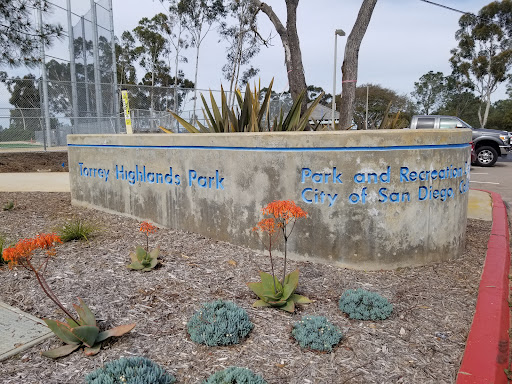 Torrey Highlands Park
Park and Recreation
City of San Diego